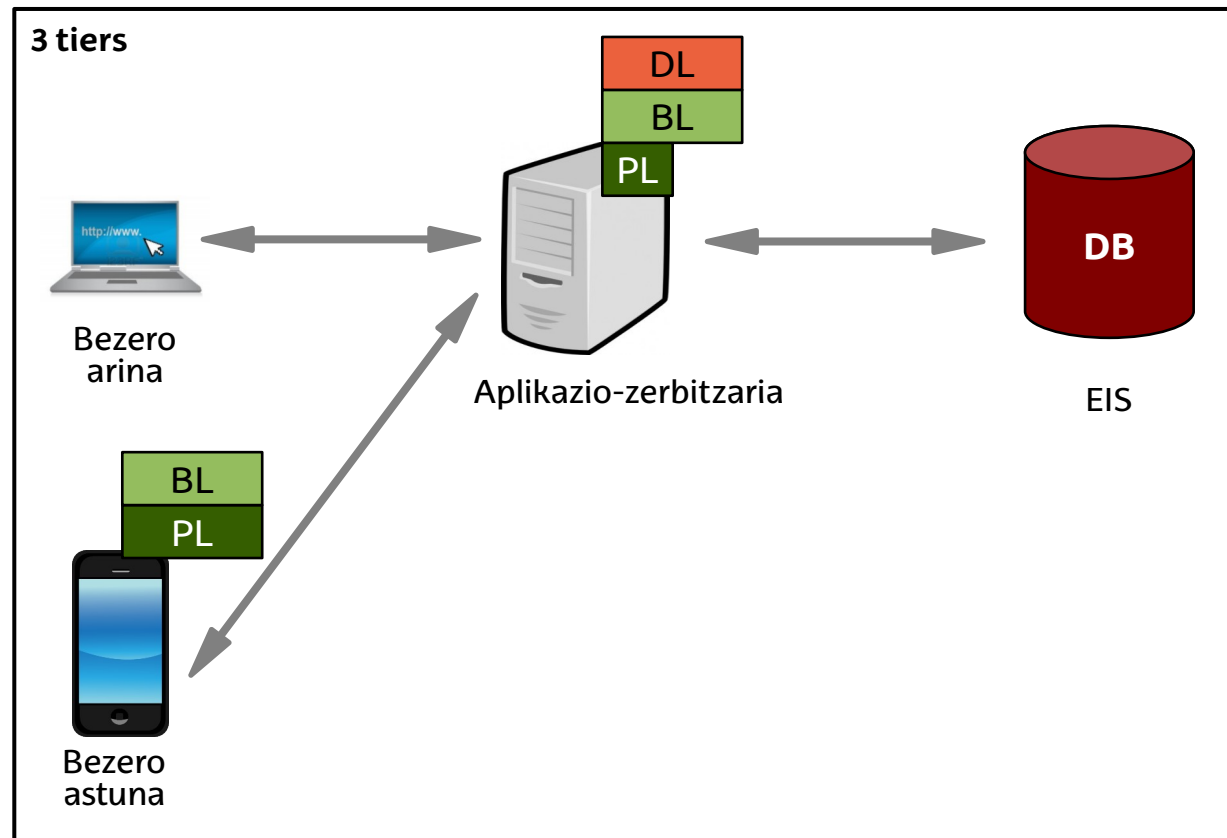 3 tiers
DL
BL
PL
http://www.
DB
Bezero
arina
Aplikazio-zerbitzaria
EIS
BL
PL
Bezero
astuna